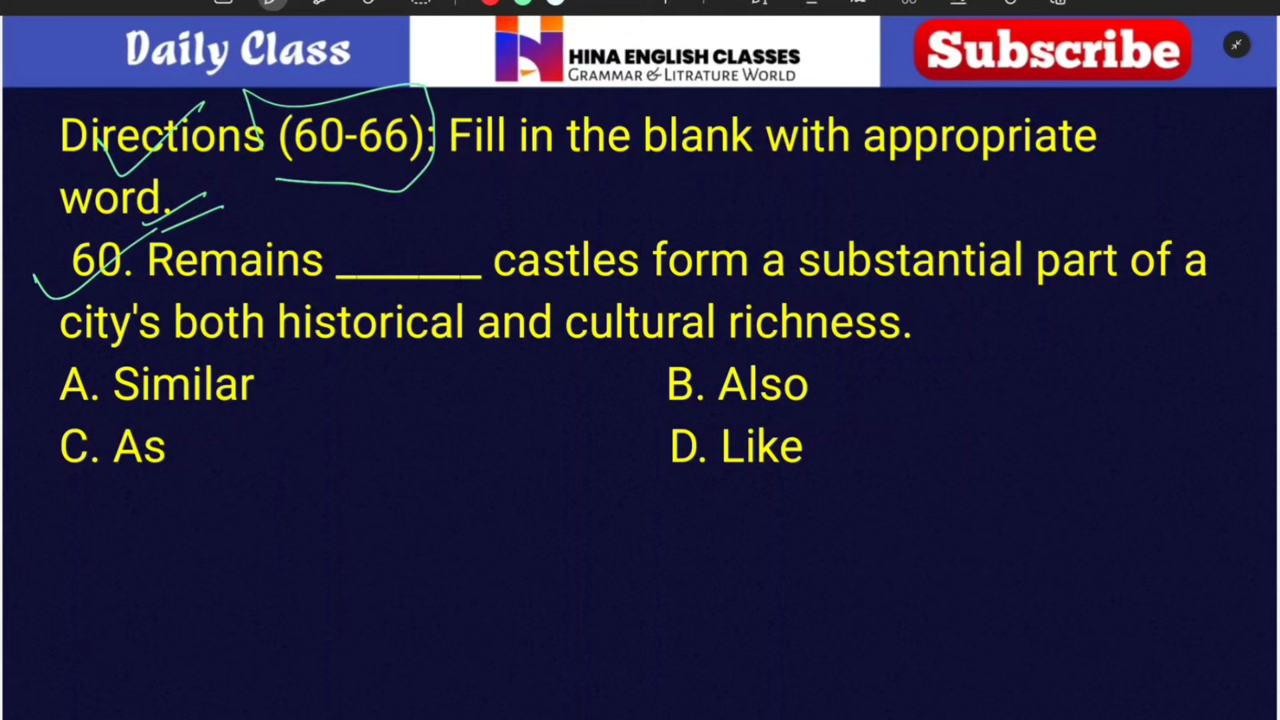 Daily Class
HINA ENGLISH CLASSES
GRAMMAR & LITRATURE WORLD
Subscribe
Directions (60-66): Fill in the blank with appropriate
word.
60. Remains _______ castles form a substantial part of a
city's both historical and cultural richness.
A. Similar B. Also
C. As D. Like